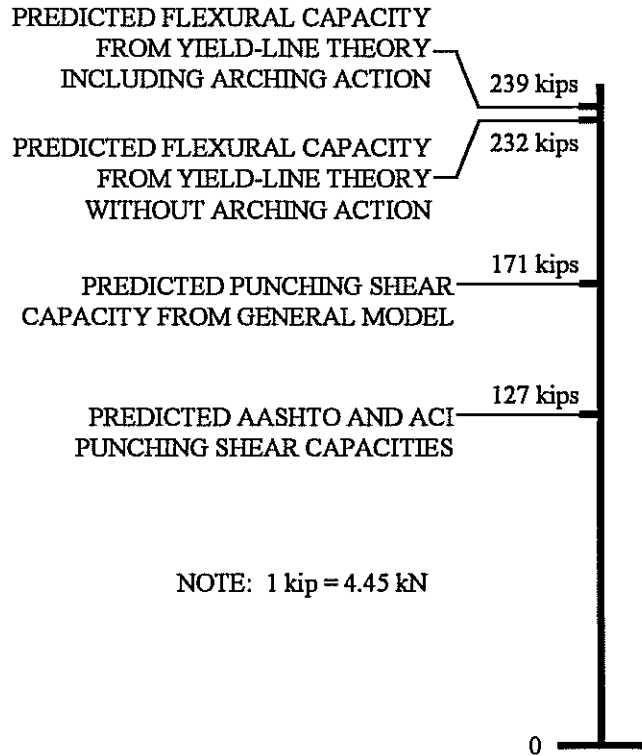 PREDICTED FLEXURAL CAPACITY
FROM YIELD-LINE THEORY
INCLUDING ARCHING ACTION
239 kips
PREDICTED FLEXURAL CAPACITY
FROM YIELD-LINE THEORY
WITHOUT ARCHING ACTION
232 kips
171 kips
PREDICTED PUNCHING SHEAR
CAPACITY FROM GENERAL MODEL
127 kips
PREDICTED AASHTO AND ACI
PUNCHING SHEAR CAPACITIES
NOTE: 1 kip = 4.45 kN
0